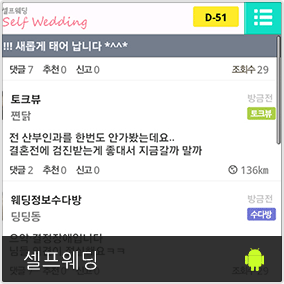 셀프웨딩
Self Wedding
D-51
!!! 새롭게 태어 납니다 *^^*
댓글 7 추천 0 신고 0 조회수 29
토크뷰 방금전
쩐닭 토크뷰
전 산부인과를 한번도 안가봤는데요..
결혼전에 검진받는게 좋대서 지금갈까 말까
댓글 2 추천 0 신고 0 136km
웨딩정보수다방 방금전
딩딩동 수다방
셀프웨딩